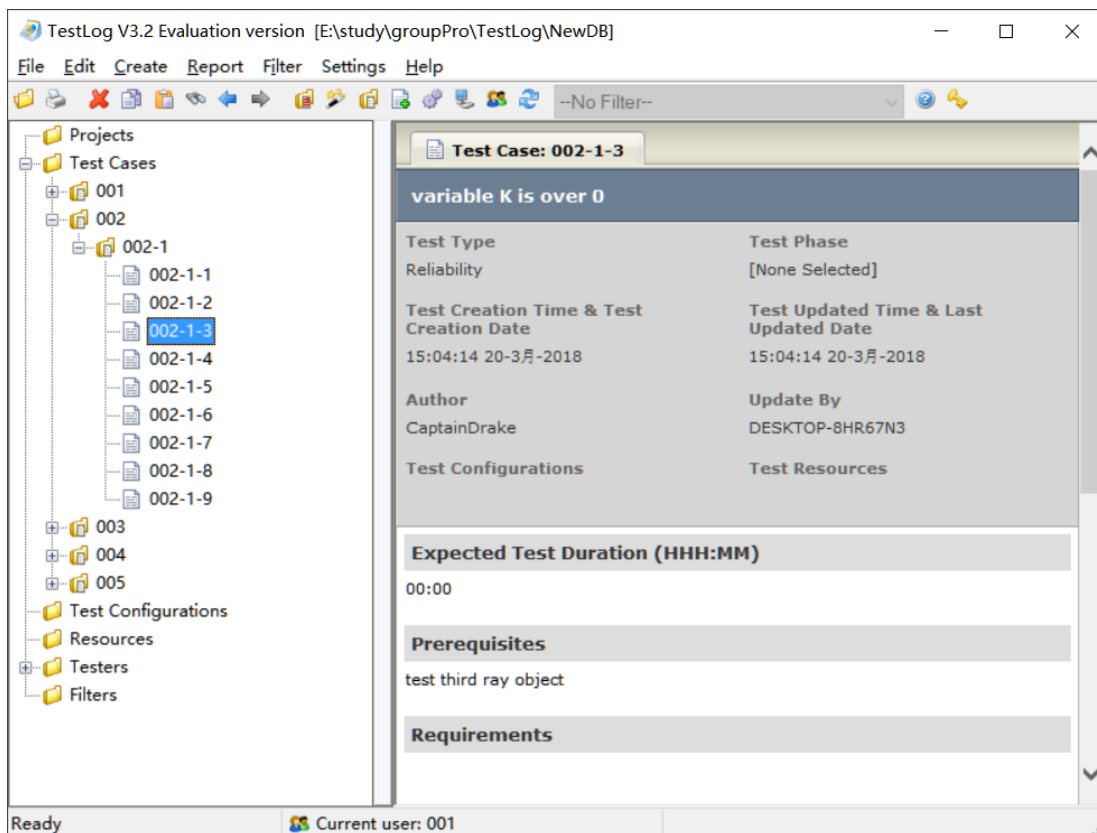 TestLog V3.2 Evaluation version [E:\study\groupPro\TestLog\NewDB]
File Edit Create Report Filter Settings Help
--No Filter--
Projects
Test Cases
001
002
002-1
002-1-1
002-1-2
002-1-3
002-1-4
002-1-5
002-1-6
002-1-7
002-1-8
002-1-9
003
004
005
Test Configurations
Resources
Testers
Filters
Test Case: 002-1-3
variable K is over 0
Test Type
Test Phase
Reliability
[None Selected]
Test Creation Time & Test
Creation Date
Test Updated Time & Last
Updated Date
15:04:14 20-3月-2018
15:04:14 20-3月-2018
Author
Update By
CaptainDrake
DESKTOP-8HR67N3
Test Configurations
Test Resources
Expected Test Duration (HHH:MM)
00:00
Prerequisites
test third ray object
Requirements
Ready
Current user: 001